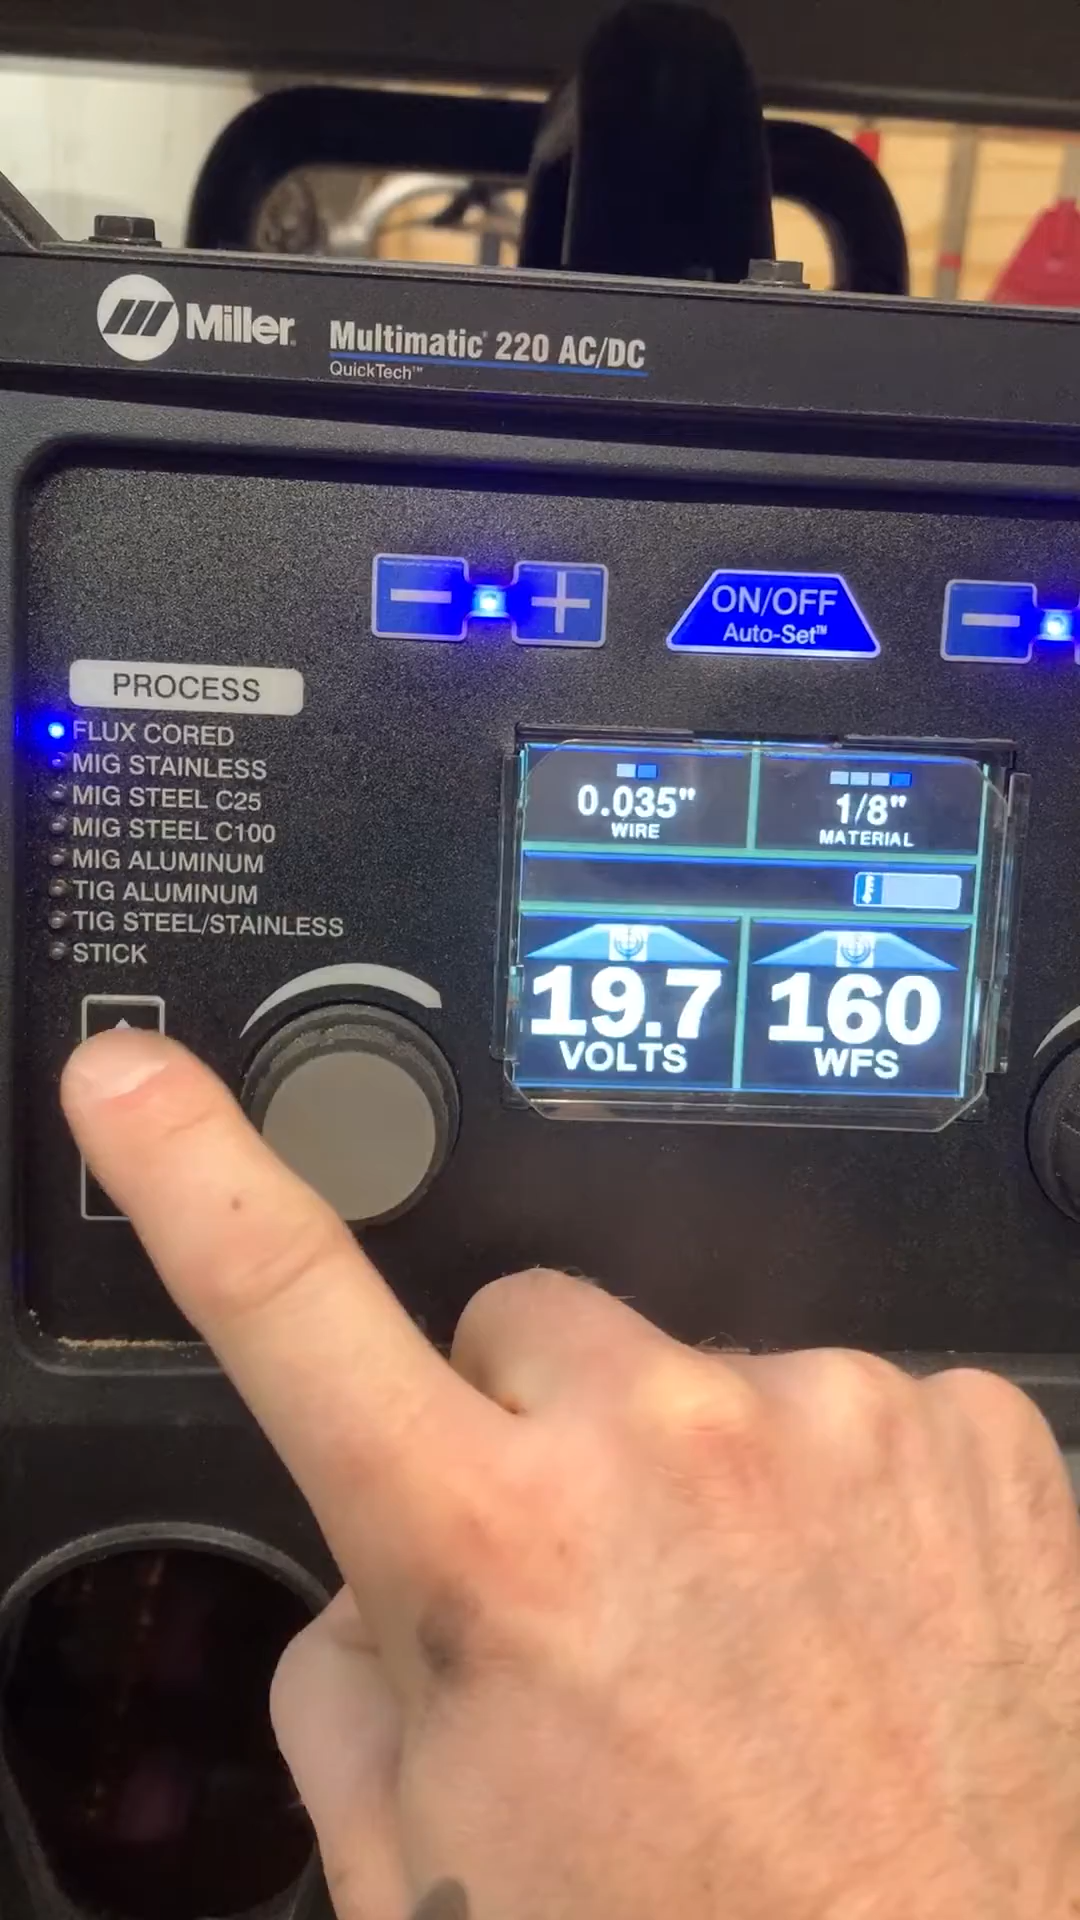 Miller®
Multimatic® 220 AC/DC
QuickTech™
ON/OFF
Auto-Set™
PROCESS
FLUX CORED
MIG STAINLESS
MIG STEEL C25
MIG STEEL C100
MIG ALUMINUM
TIG ALUMINUM
TIG STEEL/STAINLESS
STICK
0.035"
WIRE
1/8"
MATERIAL
19.7
VOLTS
160
WFS